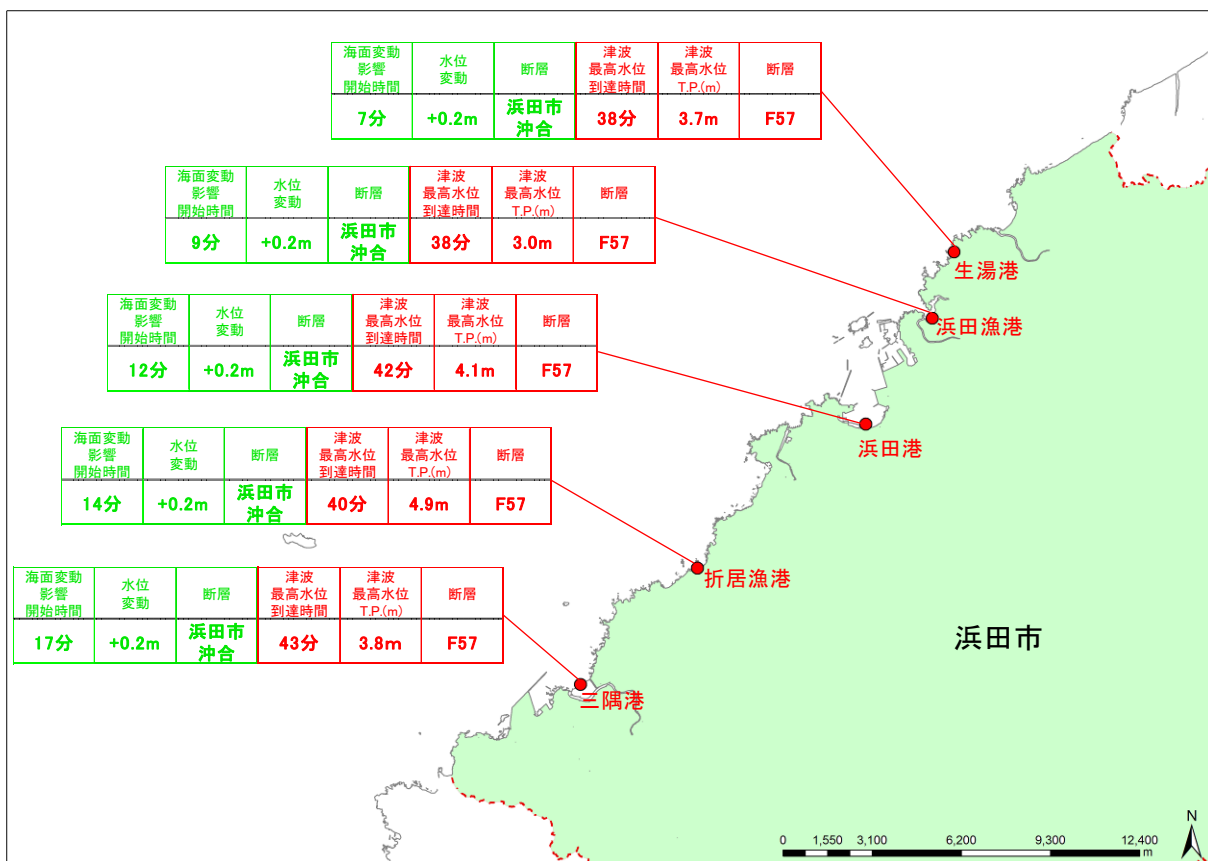 海面変動
影響
開始時間
水位
変動
断層
津波
最高水位
到達時間
津波
最高水位
T.P.(m)
断層
7分
+0.2m
浜田市
沖合
38分
3.7m
F57
海面変動
影響
開始時間
水位
変動
断層
津波
最高水位
到達時間
津波
最高水位
T.P.(m)
断層
9分
+0.2m
浜田市
沖合
38分
3.0m
F57
海面変動
影響
開始時間
水位
変動
断層
津波
最高水位
到達時間
津波
最高水位
T.P.(m)
断層
12分
+0.2m
浜田市
沖合
42分
4.1m
F57
海面変動
影響
開始時間
水位
変動
断層
津波
最高水位
到達時間
津波
最高水位
T.P.(m)
断層
14分
+0.2m
浜田市
沖合
40分
4.9m
F57
海面変動
影響
開始時間
水位
変動
断層
津波
最高水位
到達時間
津波
最高水位
T.P.(m)
断層
17分
+0.2m
浜田市
沖合
43分
3.8m
F57
生湯港
浜田漁港
浜田港
折居漁港
三隅港
浜田市
0 1,550 3,100 6,200 9,300 12,400
m
N